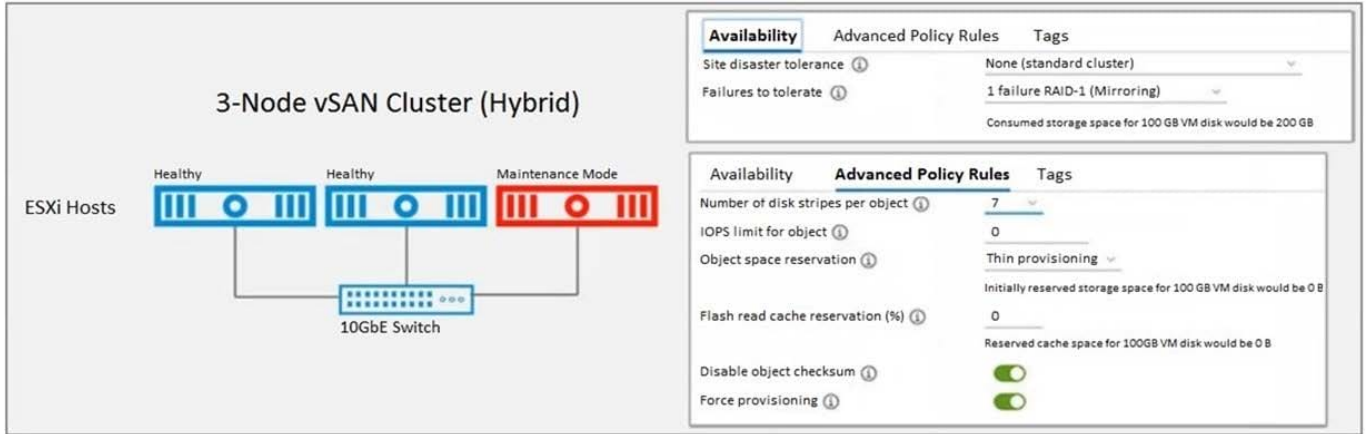 3-Node vSAN Cluster (Hybrid)
Healthy
Healthy
Maintenance Mode
ESXi Hosts
10GbE Switch
Availability Advanced Policy Rules Tags
Site disaster tolerance None (standard cluster)
Failures to tolerate 1 failure RAID-1 (Mirroring)
Consumed storage space for 100 GB VM disk would be 200 GB
Availability Advanced Policy Rules Tags
Number of disk stripes per object 7
IOPS limit for object 0
Object space reservation Thin provisioning
Initially reserved storage space for 100 GB VM disk would be 0 B
Flash read cache reservation (%) 0
Reserved cache space for 100GB VM disk would be 0 B
Disable object checksum
Force provisioning